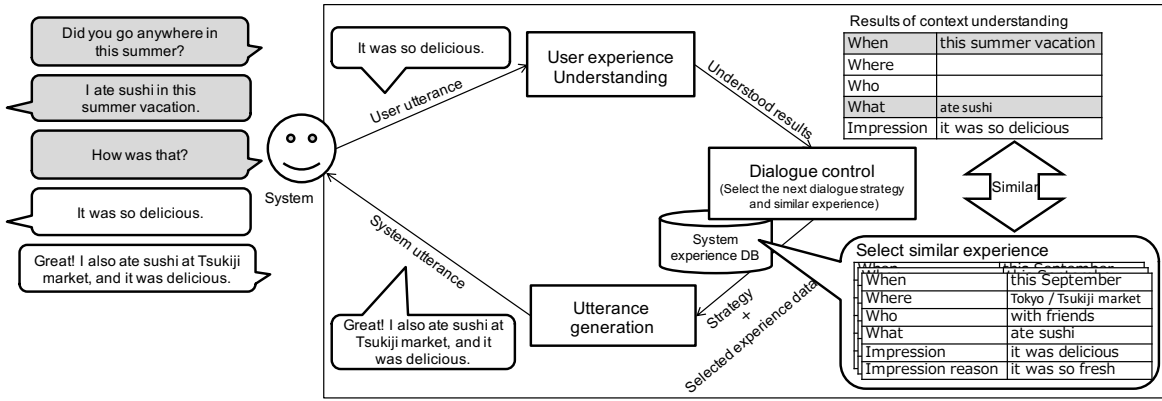 Did you go anywhere in
this summer?
I ate sushi in this
summer vacation.
How was that?
It was so delicious.
Great! I also ate sushi at Tsukiji
market, and it was delicious.
System
It was so delicious.
User utterance
User experience
Understanding
Understood results
Dialogue control
(Select the next dialogue strategy
and similar experience)
System
experience DB
Strategy
+
Selected experience data
Utterance
generation
System utterance
Great! I also ate sushi at
Tsukiji market, and it
was delicious.
Results of context understanding
When this summer vacation
Where
Who
What ate sushi
Impression it was so delicious
Similar
Select similar experience
When this September
When this September
Where Tokyo / Tsukiji market
Who with friends
What ate sushi
Impression it was delicious
Impression reason it was so fresh